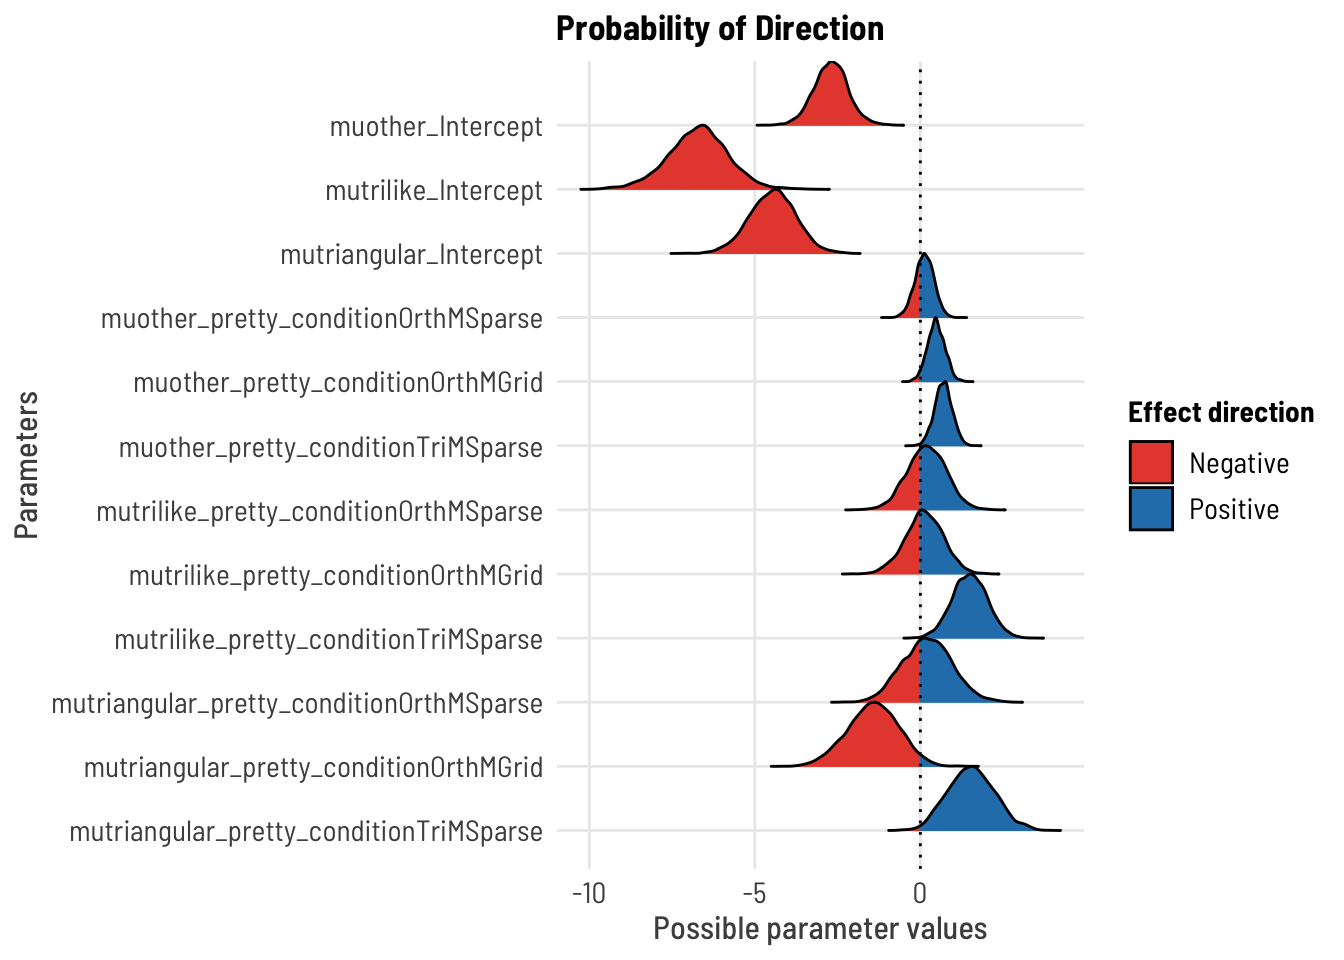 Probability of Direction
muother_Intercept
mutrilike_Intercept
mutriangular_Intercept
muother_pretty_conditionOrthMSparse
muother_pretty_conditionOrthMGrid
muother_pretty_conditionTriMSparse
mutrilike_pretty_conditionOrthMSparse
mutrilike_pretty_conditionOrthMGrid
mutrilike_pretty_conditionTriMSparse
mutriangular_pretty_conditionOrthMSparse
mutriangular_pretty_conditionOrthMGrid
mutriangular_pretty_conditionTriMSparse
Parameters
-10
-5
0
Possible parameter values
Effect direction
Negative
Positive